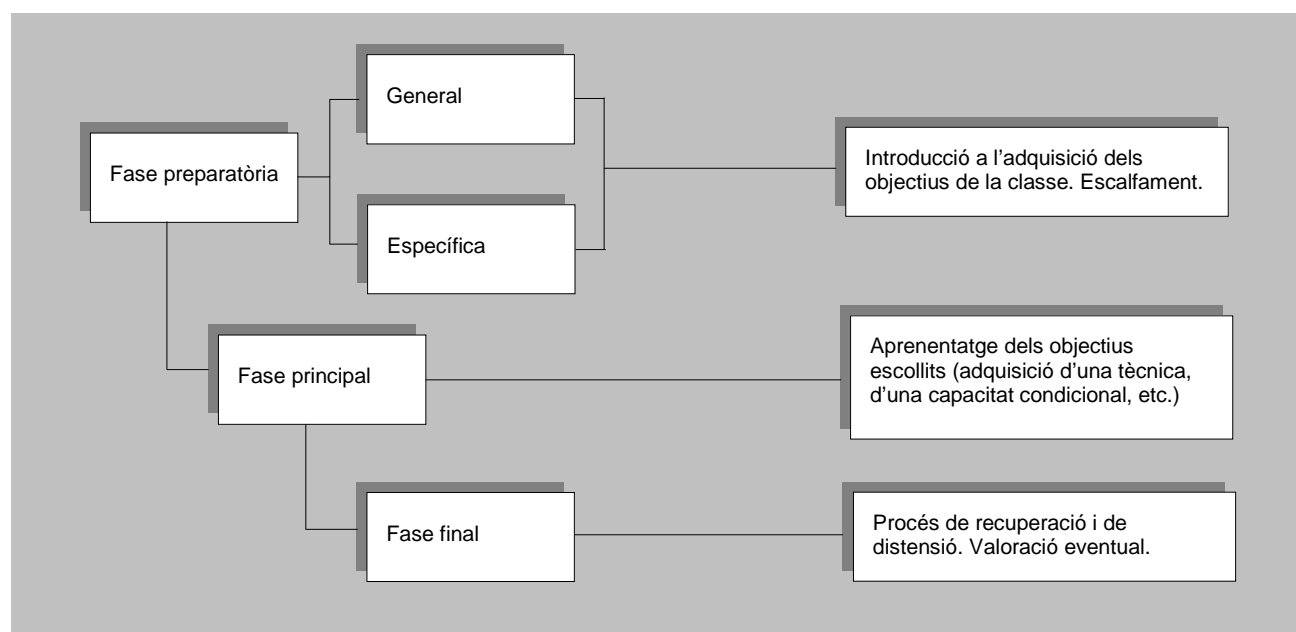 General
Fase preparatòria
Introducció a l’adquisició dels
objectius de la classe. Escalfament.
Específica
Fase principal
Aprenentatge dels objectius
escollits (adquisició d’una tècnica,
d’una capacitat condicional, etc.)
Fase final
Procés de recuperació i de
distensió. Valoració eventual.